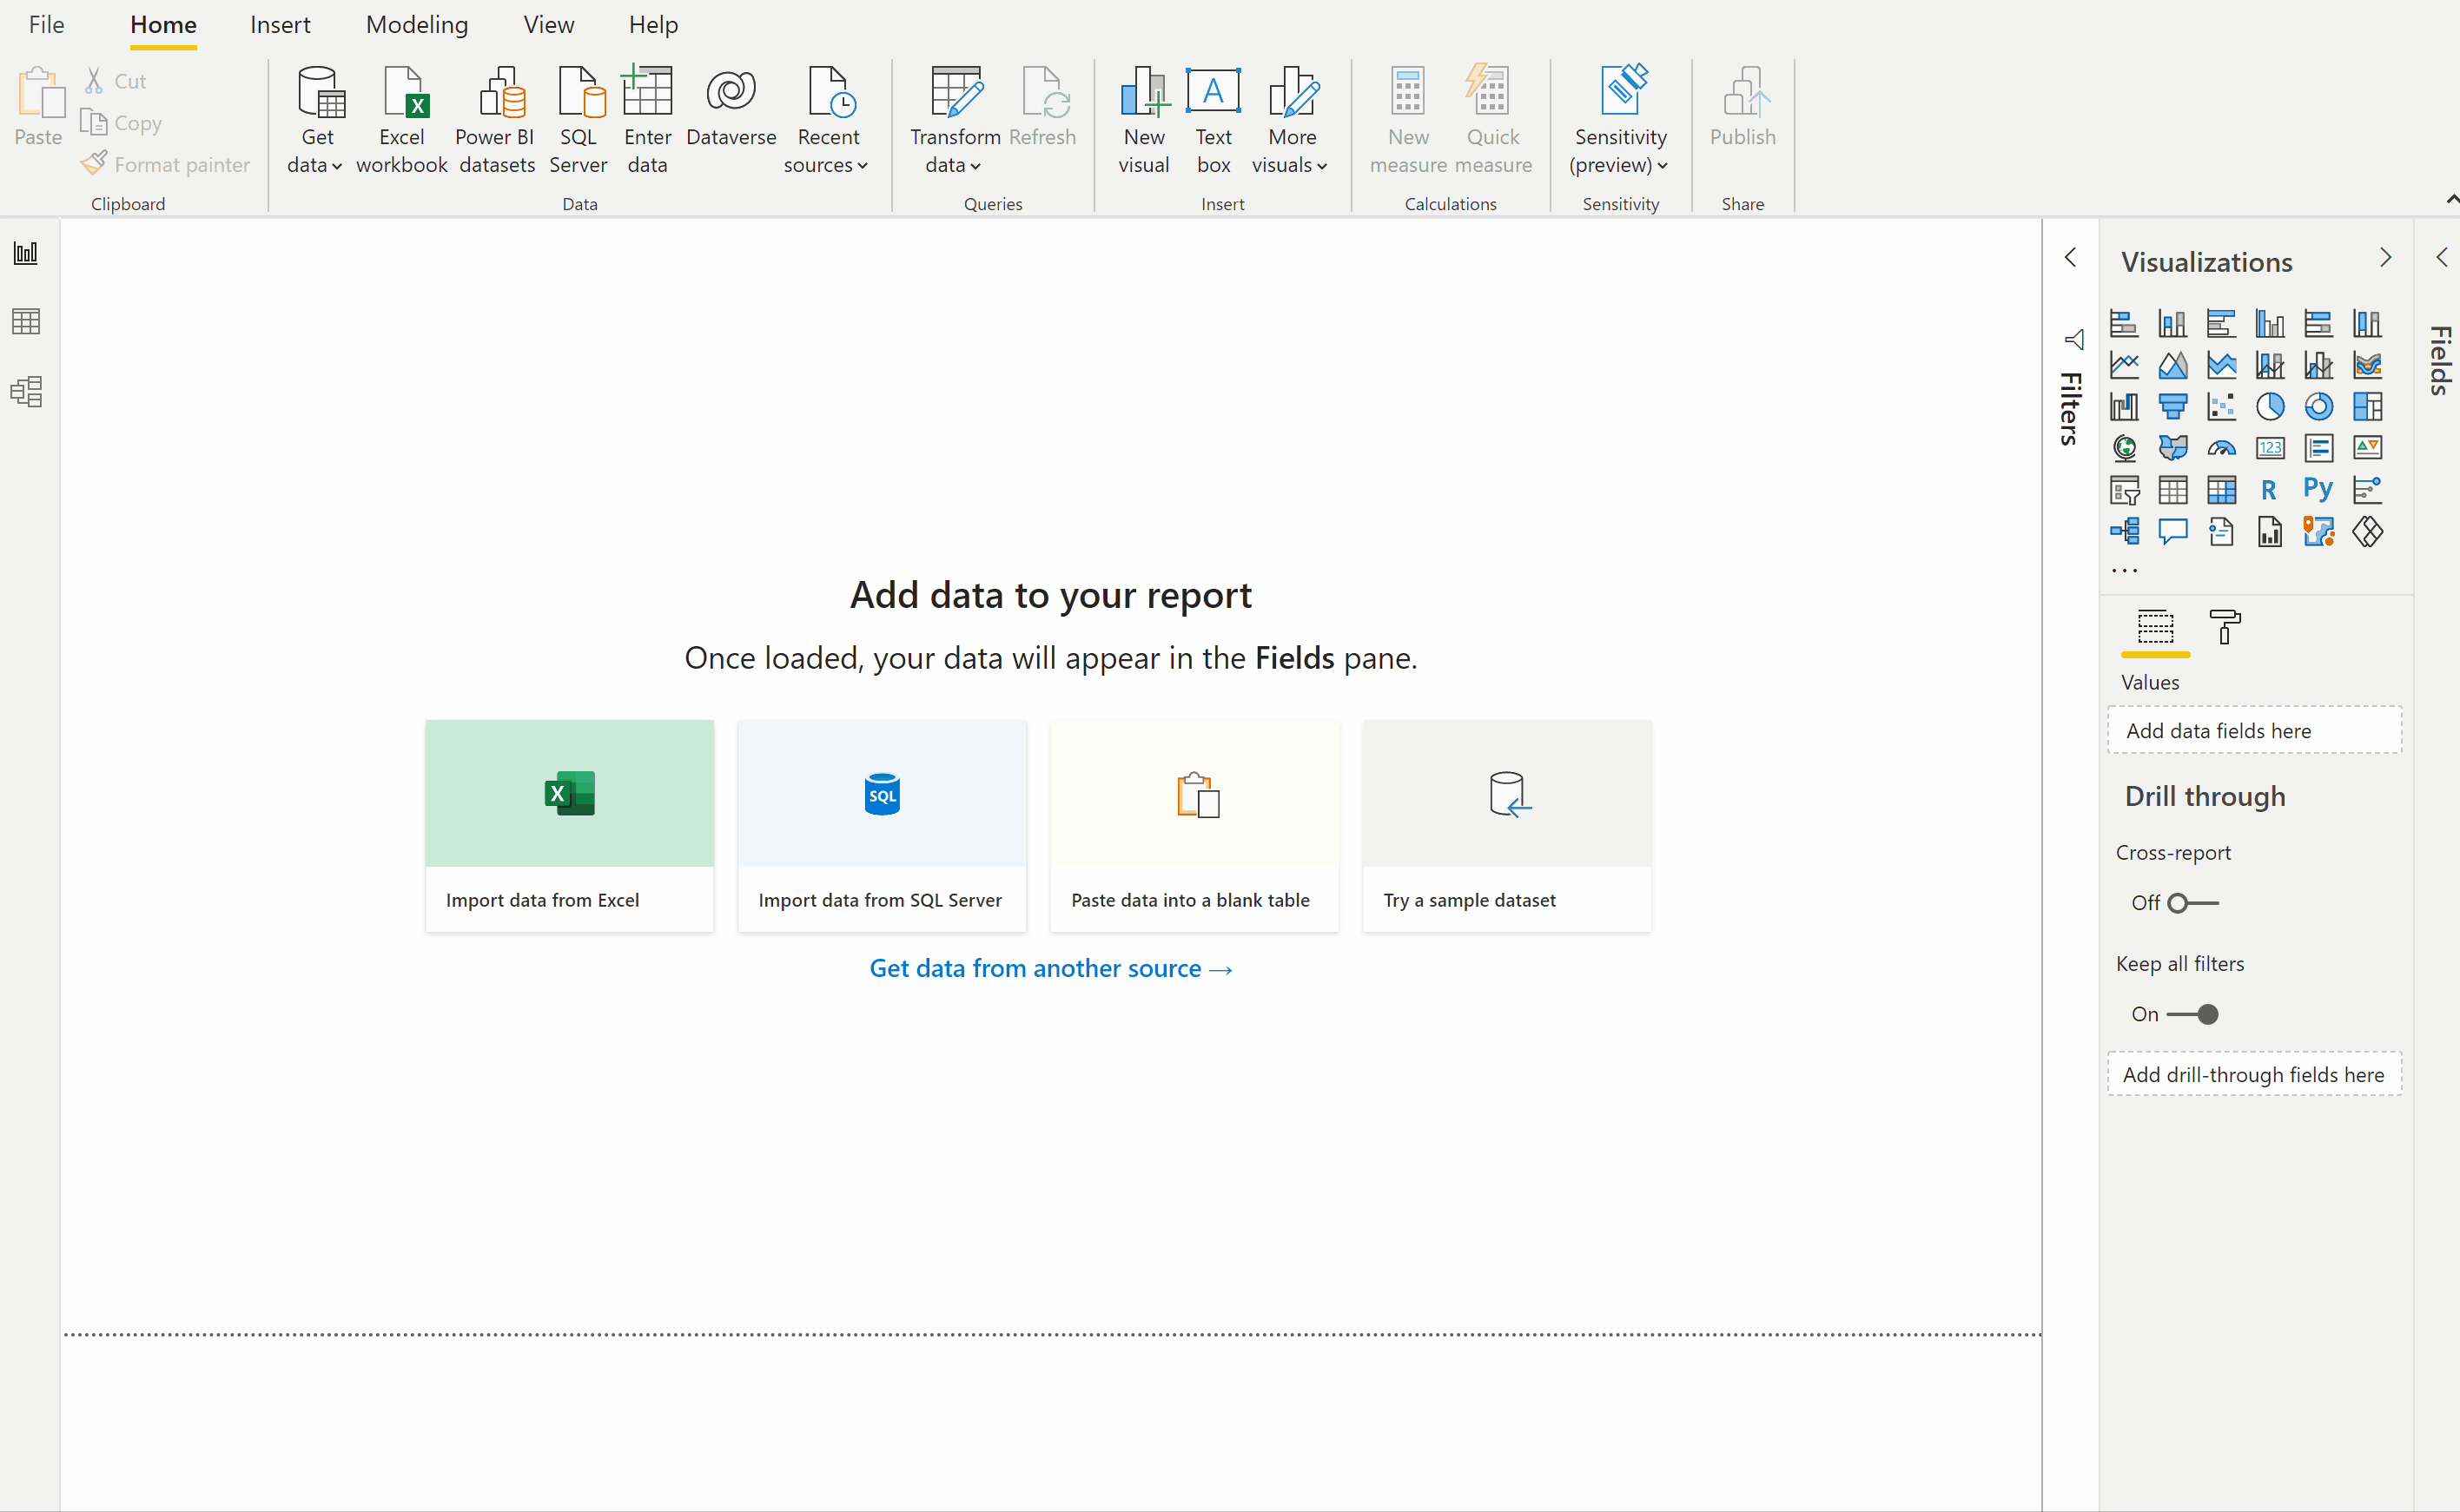 File Home Insert Modeling View Help
Paste
Cut
Copy
Format painter
Clipboard
Get
data
Excel
workbook
Power BI
datasets
SQL
Server
Enter
data
Dataverse
Recent
sources
Data
Transform
data
Refresh
Queries
New
visual
Text
box
More
visuals
Insert
New
measure
Quick
measure
Calculations
Sensitivity
(preview)
Sensitivity
Publish
Share
Add data to your report
Once loaded, your data will appear in the Fields pane.
SQL
Import data from Excel
Import data from SQL Server
Paste data into a blank table
Try a sample dataset
Get data from another source →
Filters
Visualizations
123
R
Py
...
Values
Add data fields here
Drill through
Cross-report
Off
Keep all filters
On
Add drill-through fields here
Fields